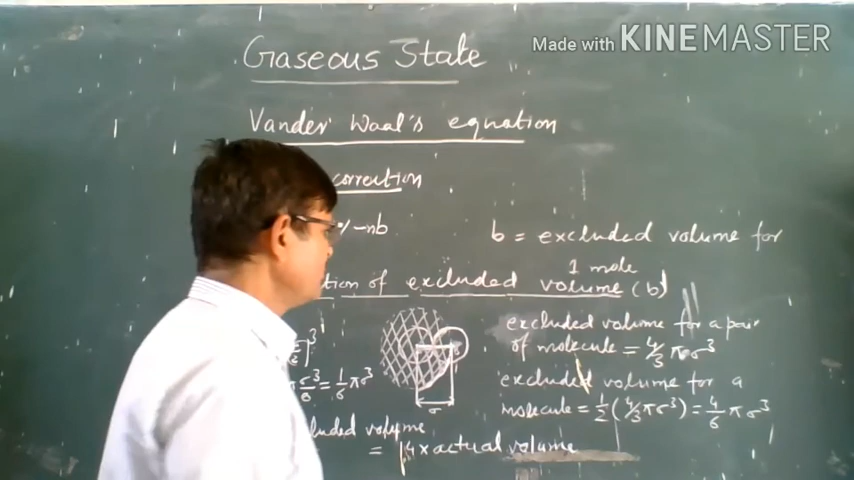 Made with KINEMASTER
Gaseous State
Vander Waal's equation
correction
-nb
b = excluded volume for
1 mole
tion of excluded volume (b)
excluded volume for a pair
of molecule = 4/3 πσ³
σ
= 1/6 πσ³
excluded volume for a
molecule = 1/2 (4/3 πσ³) = 4/6 πσ³
luded volume
= 4 x actual volume